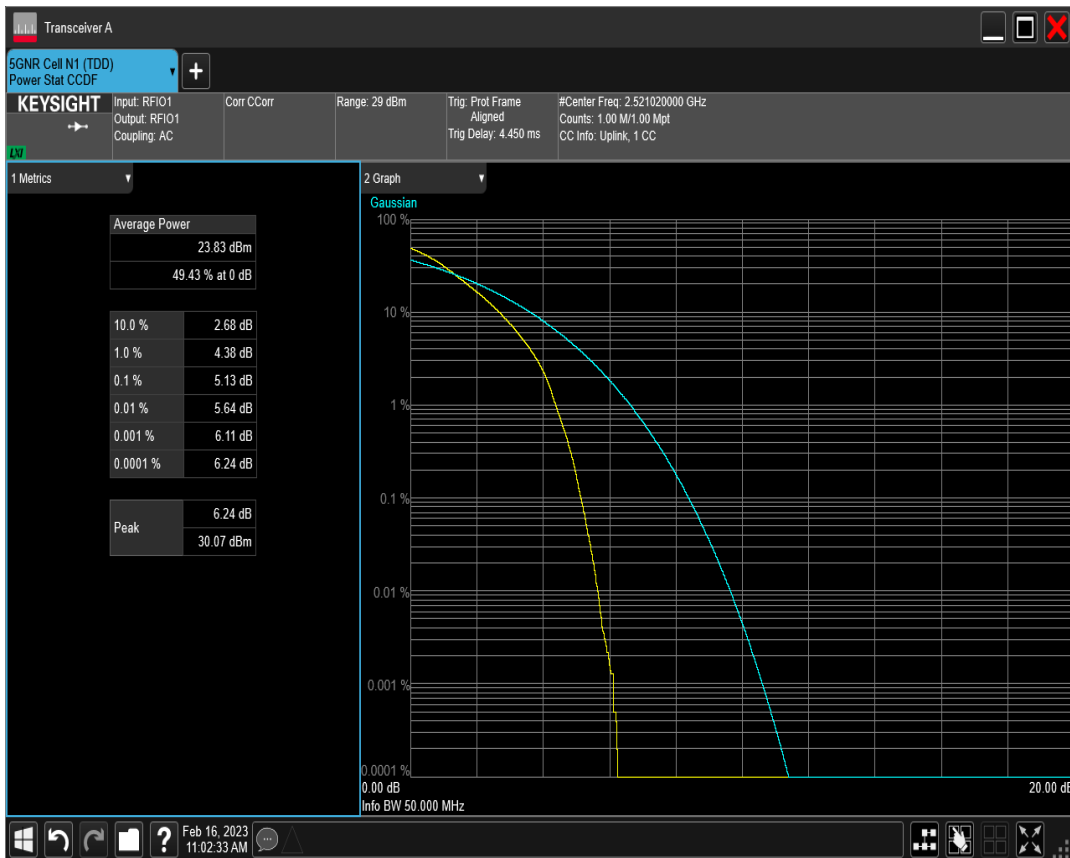 Transceiver A
5GNR Cell N1 (TDD)
Power Stat CCDF
+
KEYSIGHT
LXI
Input: RFIO1
Output: RFIO1
Coupling: AC
Corr CCorr
Range: 29 dBm
Trig: Prot Frame
Aligned
Trig Delay: 4.450 ms
#Center Freq: 2.521020000 GHz
Counts: 1.00 M/1.00 Mpt
CC Info: Uplink, 1 CC
1 Metrics
Average Power
23.83 dBm
49.43 % at 0 dB
10.0 % 2.68 dB
1.0 % 4.38 dB
0.1 % 5.13 dB
0.01 % 5.64 dB
0.001 % 6.11 dB
0.0001 % 6.24 dB
Peak
6.24 dB
30.07 dBm
2 Graph
Gaussian
100 %
10 %
1 %
0.1 %
0.01 %
0.001 %
0.0001 %
0.00 dB
20.00 dB
Info BW 50.000 MHz
?
Feb 16, 2023
11:02:33 AM